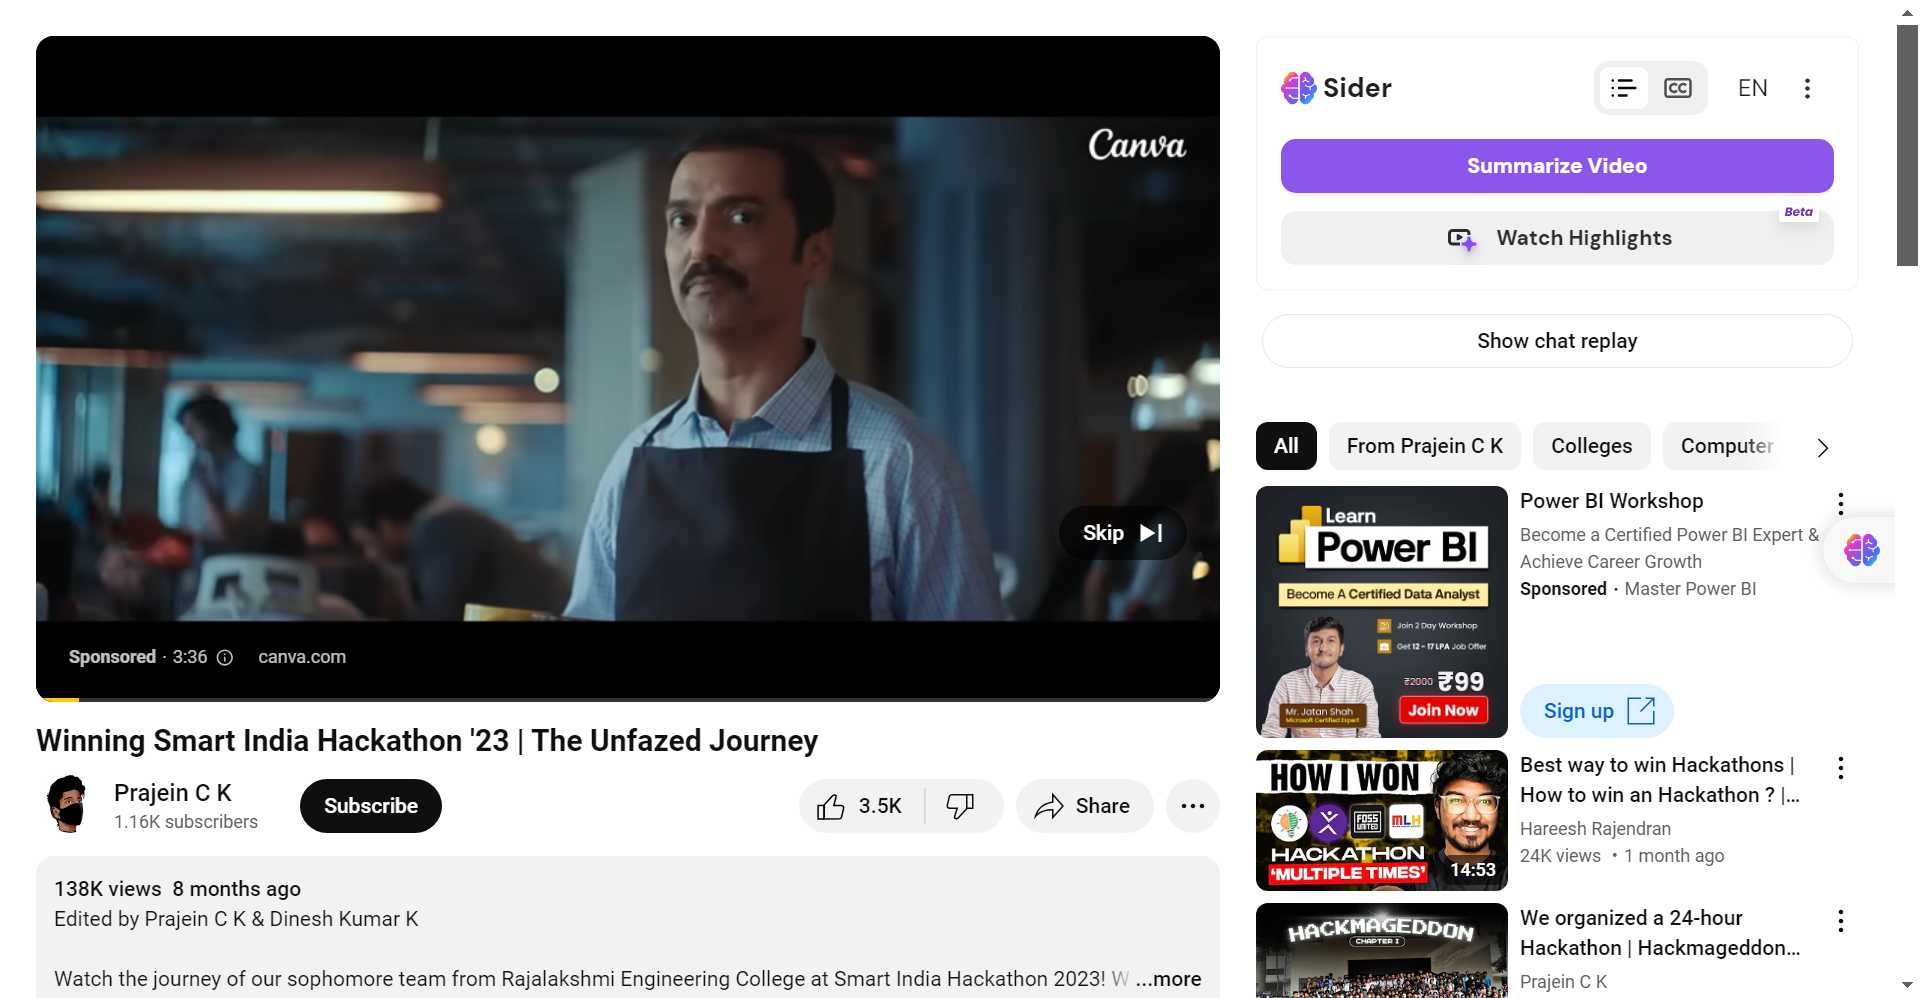 Canva
Skip
Sponsored · 3:36
canva.com
Winning Smart India Hackathon '23 | The Unfazed Journey
Prajein C K
1.16K subscribers
Subscribe
3.5K
Share
138K views 8 months ago
Edited by Prajein C K & Dinesh Kumar K
Watch the journey of our sophomore team from Rajalakshmi Engineering College at Smart India Hackathon 2023! W ...more
Sider
CC
EN
Summarize Video
Beta
Watch Highlights
Show chat replay
All
From Prajein C K
Colleges
Computer
Learn
Power BI
Become A Certified Data Analyst
Join 2 Day Workshop
Get 12 - 17 LPA Job Offer
₹2000 ₹99
Join Now
Mr. Jatan Shah
Microsoft Certified Expert
Power BI Workshop
Become a Certified Power BI Expert &
Achieve Career Growth
Sponsored · Master Power BI
Sign up
HOW I WON
FOSS
UNITED
MLH
HACKATHON
'MULTIPLE TIMES'
14:53
Best way to win Hackathons |
How to win an Hackathon ? |...
Hareesh Rajendran
24K views • 1 month ago
HACKMAGEDDON
CHAPTER I
We organized a 24-hour
Hackathon | Hackmageddon...
Prajein C K